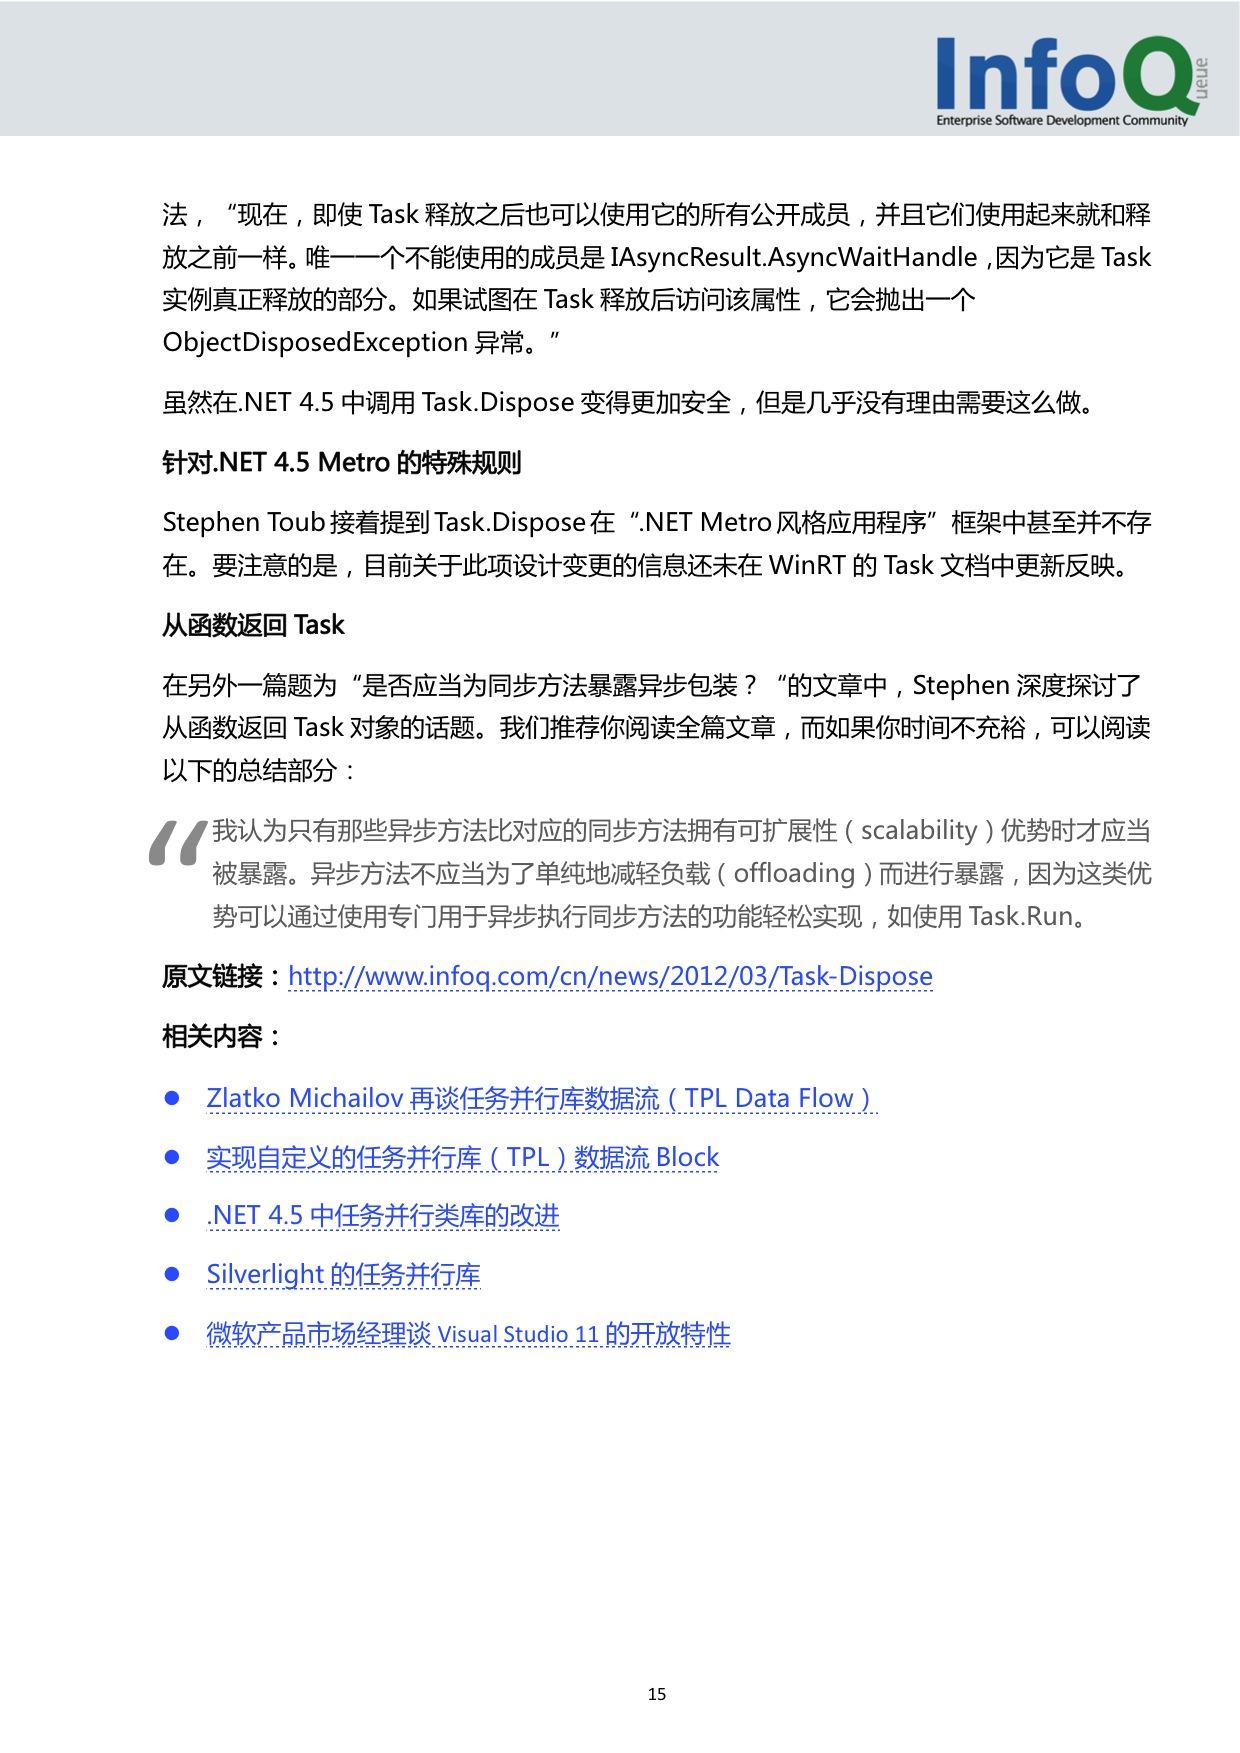 InfoQueue
Enterprise Software Development Community
法，“现在，即使 Task 释放之后也可以使用它的所有公开成员，并且它们使用起来就和释
放之前一样。唯一一个不能使用的成员是 IAsyncResult.AsyncWaitHandle，因为它是 Task
实例真正释放的部分。如果试图在 Task 释放后访问该属性，它会抛出一个
ObjectDisposedException 异常。”
虽然在.NET 4.5 中调用 Task.Dispose 变得更加安全，但是几乎没有理由需要这么做。
针对.NET 4.5 Metro 的特殊规则
Stephen Toub 接着提到 Task.Dispose 在“.NET Metro 风格应用程序”框架中甚至并不存
在。要注意的是，目前关于此项设计变更的信息还未在 WinRT 的 Task 文档中更新反映。
从函数返回 Task
在另外一篇题为“是否应当为同步方法暴露异步包装？“的文章中，Stephen 深度探讨了
从函数返回 Task 对象的话题。我们推荐你阅读全篇文章，而如果你时间不充裕，可以阅读
以下的总结部分：
“我认为只有那些异步方法比对应的同步方法拥有可扩展性（scalability）优势时才应当
被暴露。异步方法不应当为了单纯地减轻负载（offloading）而进行暴露，因为这类优
势可以通过使用专门用于异步执行同步方法的功能轻松实现，如使用 Task.Run。
原文链接：http://www.infoq.com/cn/news/2012/03/Task-Dispose
相关内容：
● Zlatko Michailov 再谈任务并行库数据流（TPL Data Flow）
● 实现自定义的任务并行库（TPL）数据流 Block
● .NET 4.5 中任务并行类库的改进
● Silverlight 的任务并行库
● 微软产品市场经理谈 Visual Studio 11 的开放特性
15